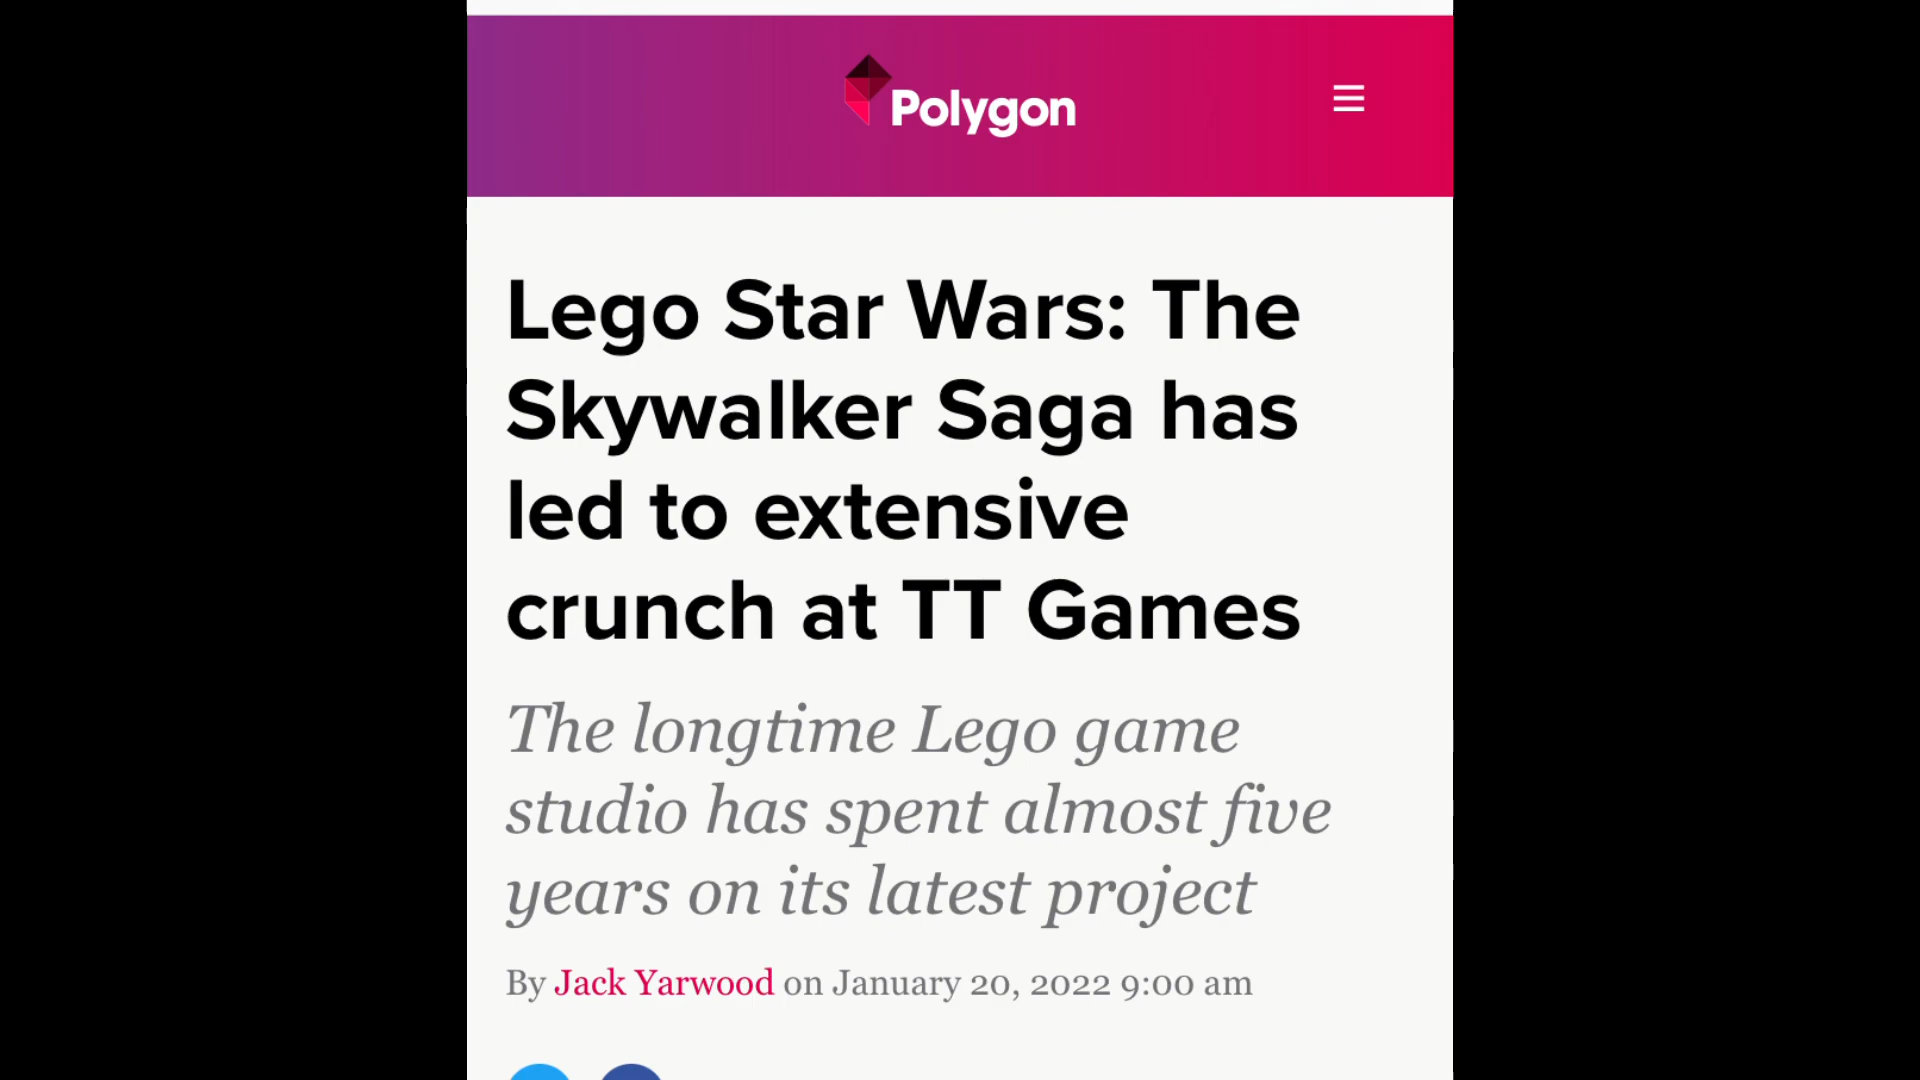 Polygon
Lego Star Wars: The
Skywalker Saga has
led to extensive
crunch at TT Games
The longtime Lego game
studio has spent almost five
years on its latest project
By Jack Yarwood on January 20, 2022 9:00 am